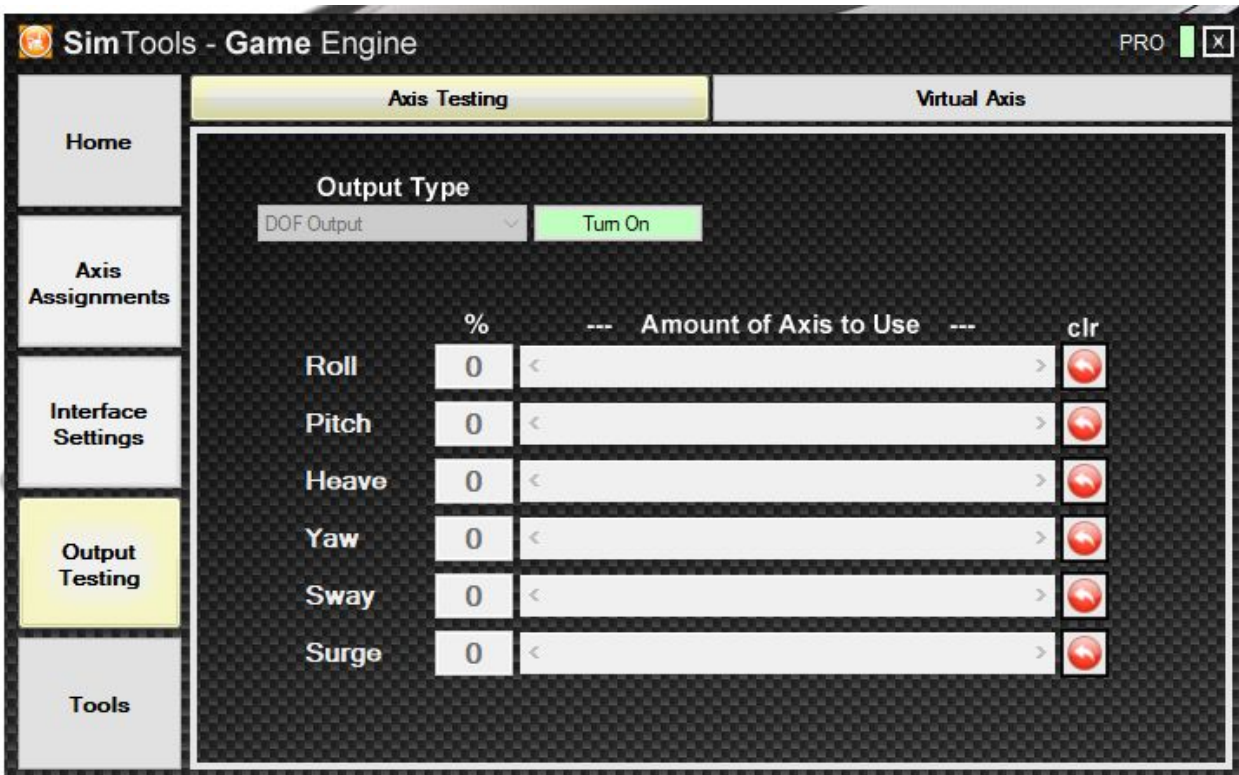 SimTools - Game Engine
PRO
X
Axis Testing
Virtual Axis
Home
Axis
Assignments
Interface
Settings
Output
Testing
Tools
Output Type
DOF Output
Turn On
%
--- Amount of Axis to Use ---
clr
Roll 0 < >
Pitch 0 < >
Heave 0 < >
Yaw 0 < >
Sway 0 < >
Surge 0 < >